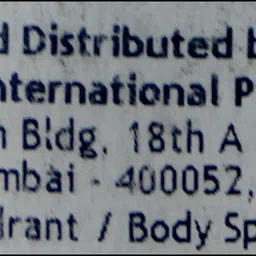 d Distributed b
nternational P
n Bldg, 18th A
mbai - 400052,
drant / Body Sp